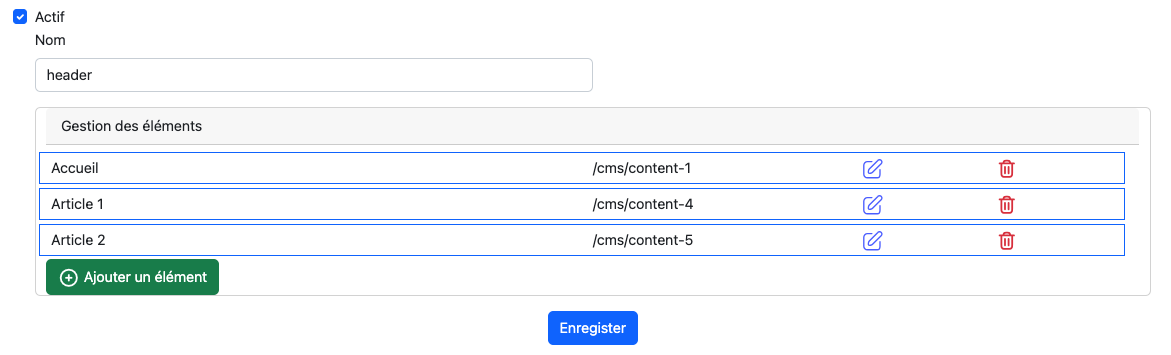 Actif
Nom
header
Gestion des éléments
Accueil /cms/content-1
Article 1 /cms/content-4
Article 2 /cms/content-5
Ajouter un élément
Enregister